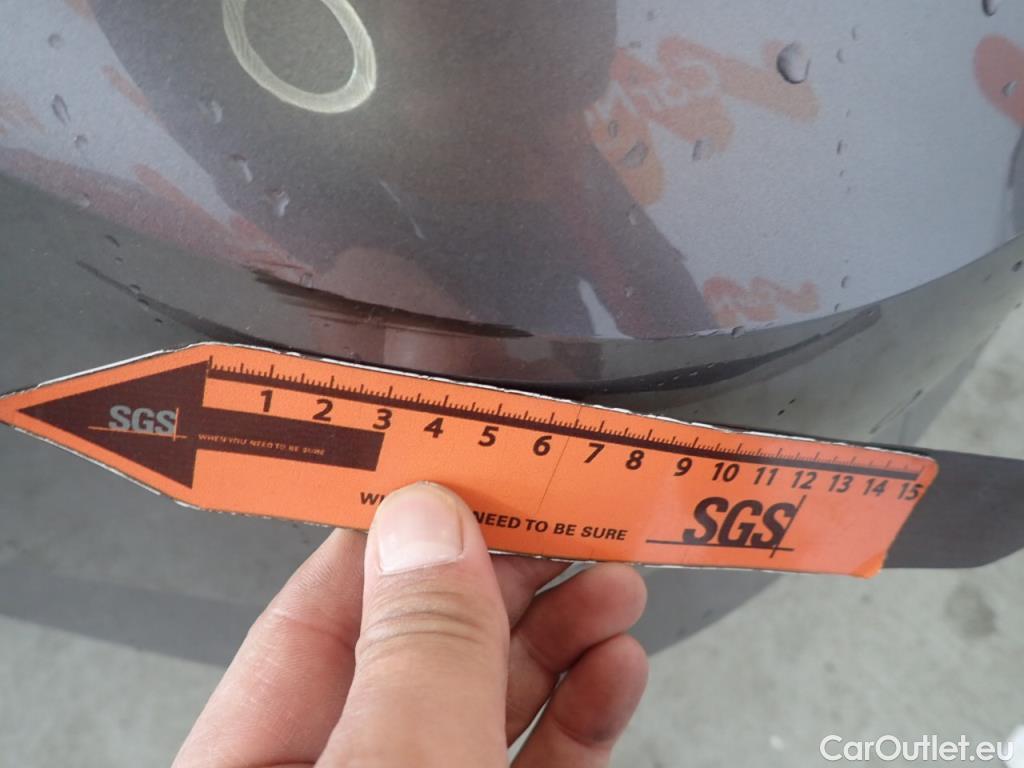 1 2 3 4 5 6 7 8 9 10 11 12 13 14 15
SGS
WHEN YOU NEED TO BE SURE
NEED TO BE SURE
SGS
CarOutlet.eu